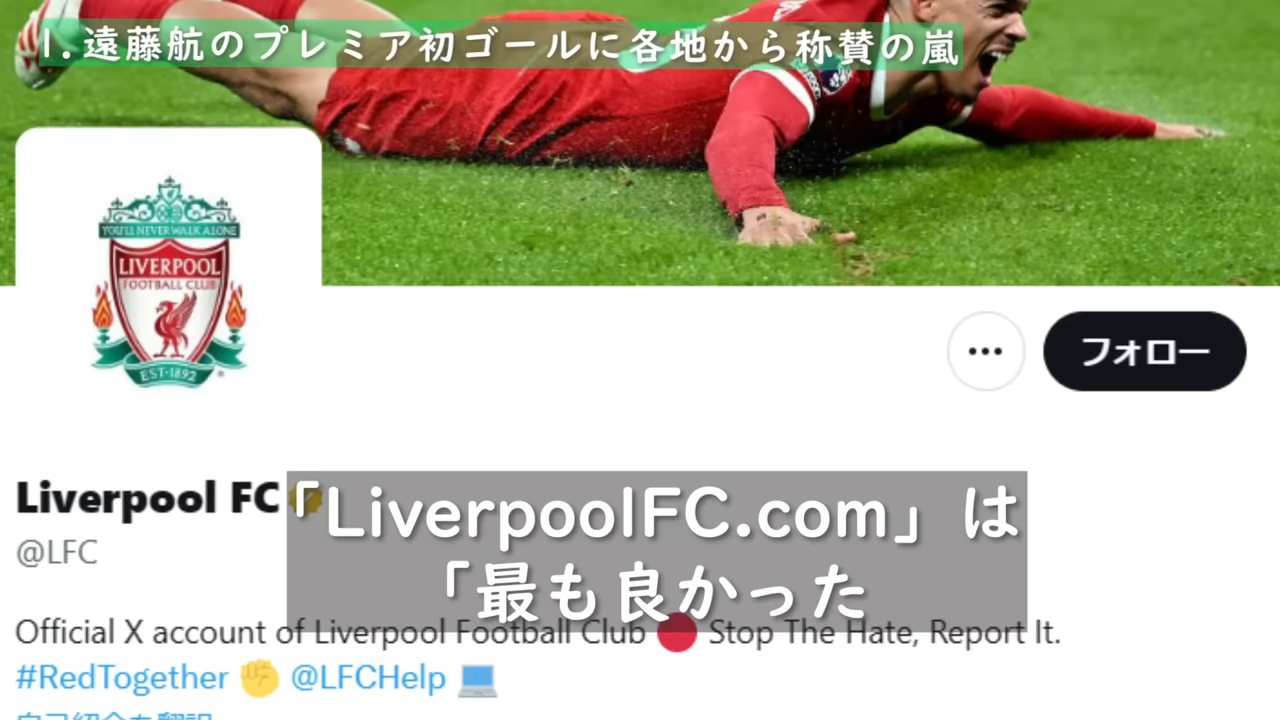 1.遠藤航のプレミア初ゴールに各地から称賛の嵐
YOU'LL NEVER WALK ALONE
LIVERPOOL
FOOTBALL CLUB
EST·1892
フォロー
Liverpool FC
@LFC
「LiverpoolFC.com」は
「最も良かった
Official X account of Liverpool Football Club 🔴 Stop The Hate, Report It.
#RedTogether ✊ @LFCHelp 💻